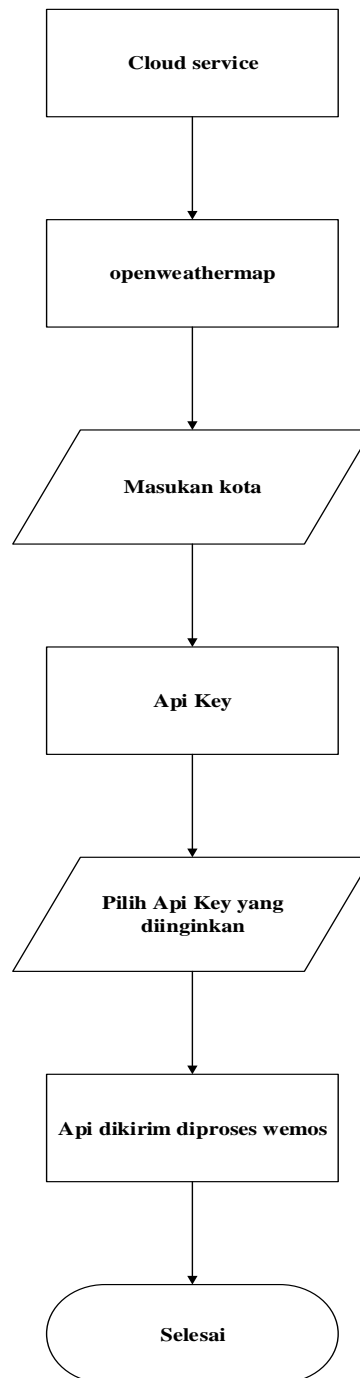 Cloud service
openweathermap
Masukan kota
Api Key
Pilih Api Key yang
diinginkan
Api dikirim diproses wemos
Selesai